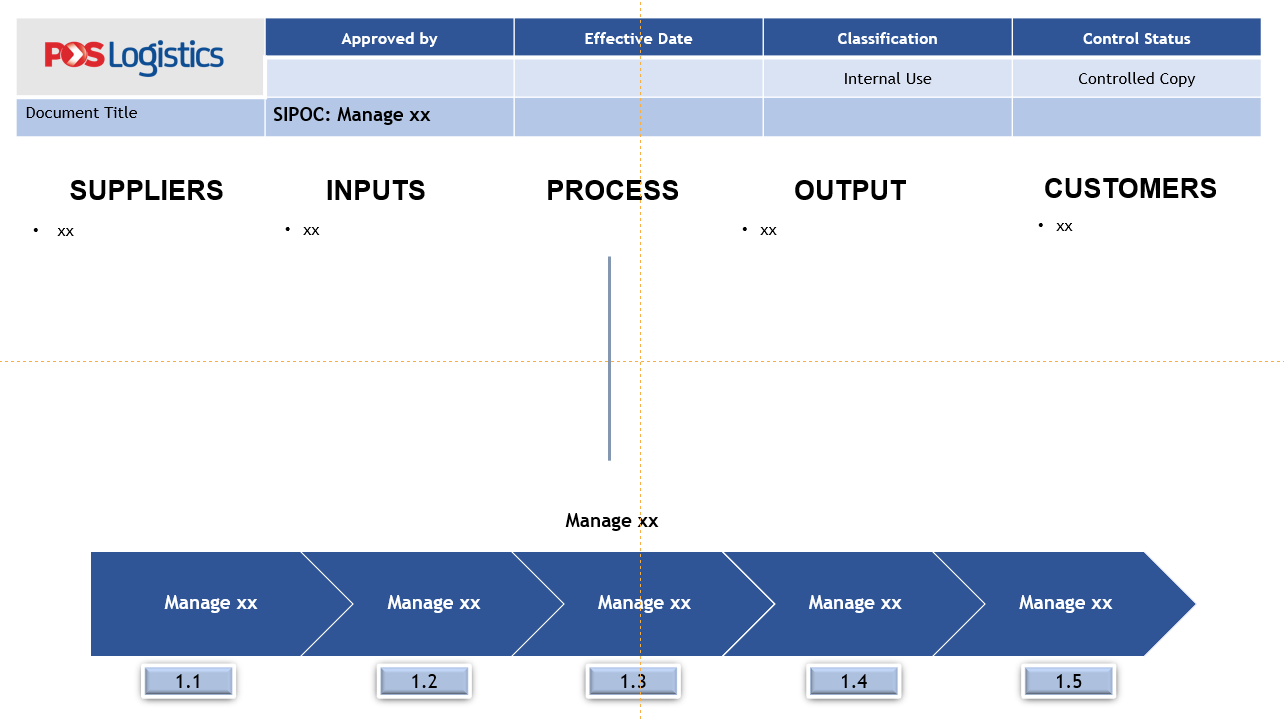 POS Logistics
Approved by Effective Date Classification Control Status
Internal Use Controlled Copy
Document Title SIPOC: Manage xx
SUPPLIERS INPUTS PROCESS OUTPUT CUSTOMERS
• xx • xx • xx • xx
Manage xx
Manage xx Manage xx Manage xx Manage xx Manage xx
1.1 1.2 1.3 1.4 1.5